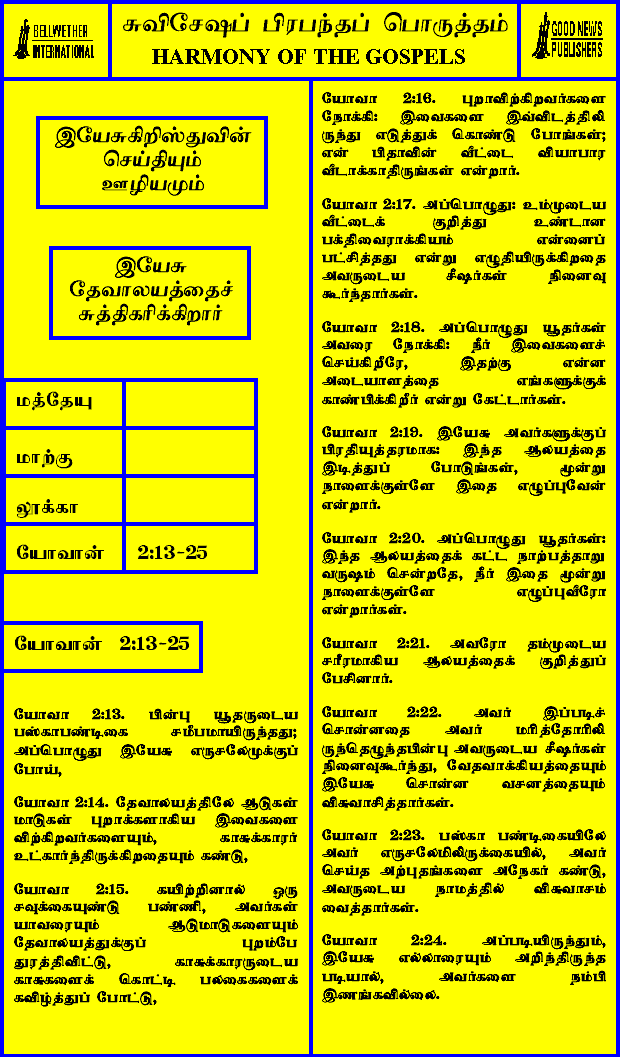 BELLWETHER
INTERNATIONAL
சுவிசேஷப் பிரபந்தப் பொருத்தம்
HARMONY OF THE GOSPELS
GOOD NEWS
PUBLISHERS
இயேசுகிறிஸ்துவின்
செய்தியும்
ஊழியமும்
இயேசு
தேவாலயத்தைச்
சுத்திகரிக்கிறார்
மத்தேயு
மாற்கு
லூக்கா
யோவான் 2:13-25
யோவான் 2:13-25
யோவா 2:13. பின்பு யூதருடைய
பஸ்காபண்டிகை சமீபமாயிருந்தது;
அப்பொழுது இயேசு எருசலேமுக்குப்
போய்,
யோவா 2:14. தேவாலயத்திலே ஆடுகள்
மாடுகள் புறாக்களாகிய இவைகளை
விற்கிறவர்களையும், காசுக்காரர்
உட்கார்ந்திருக்கிறதையும் கண்டு,
யோவா 2:15. கயிற்றினால் ஒரு
சவுக்கையுண்டு பண்ணி, அவர்கள்
யாவரையும் ஆடுமாடுகளையும்
தேவாலயத்துக்குப் புறம்பே
துரத்திவிட்டு, காசுக்காரருடைய
காசுகளைக் கொட்டி, பலகைகளைக்
கவிழ்த்துப் போட்டு,
யோவா 2:16. புறாவிற்கிறவர்களை
நோக்கி: இவைகளை இவ்விடத்திலி
ருந்து எடுத்துக் கொண்டு போங்கள்;
என் பிதாவின் வீட்டை வியாபார
வீடாக்காதிருங்கள் என்றார்.
யோவா 2:17. அப்பொழுது: உம்முடைய
வீட்டைக் குறித்து உண்டான
பக்திவைராக்கியம் என்னைப்
பட்சித்தது என்று எழுதியிருக்கிறதை
அவருடைய சீஷர்கள் நினைவு
கூர்ந்தார்கள்.
யோவா 2:18. அப்பொழுது யூதர்கள்
அவரை நோக்கி: நீர் இவைகளைச்
செய்கிறீரே, இதற்கு என்ன
அடையாளத்தை எங்களுக்குக்
காண்பிக்கிறீர் என்று கேட்டார்கள்.
யோவா 2:19. இயேசு அவர்களுக்குப்
பிரதியுத்தரமாக: இந்த ஆலயத்தை
இடித்துப் போடுங்கள், மூன்று
நாளைக்குள்ளே இதை எழுப்புவேன்
என்றார்.
யோவா 2:20. அப்பொழுது யூதர்கள்:
இந்த ஆலயத்தைக் கட்ட நாற்பத்தாறு
வருஷம் சென்றதே, நீர் இதை மூன்று
நாளைக்குள்ளே எழுப்புவீரோ
என்றார்கள்.
யோவா 2:21. அவரோ தம்முடைய
சரீரமாகிய ஆலயத்தைக் குறித்துப்
பேசினார்.
யோவா 2:22. அவர் இப்படிச்
சொன்னதை அவர் மரித்தோரிலி
ருந்தெழுந்தபின்பு அவருடைய சீஷர்கள்
நினைவுகூர்ந்து, வேதவாக்கியத்தையும்
இயேசு சொன்ன வசனத்தையும்
விசுவாசித்தார்கள்.
யோவா 2:23. பஸ்கா பண்டிகையிலே
அவர் எருசலேமிலிருக்கையில், அவர்
செய்த அற்புதங்களை அநேகர் கண்டு,
அவருடைய நாமத்தில் விசுவாசம்
வைத்தார்கள்.
யோவா 2:24. அப்படியிருந்தும்,
இயேசு எல்லாரையும் அறிந்திருந்த
படியால், அவர்களை நம்பி
இணங்கவில்லை.